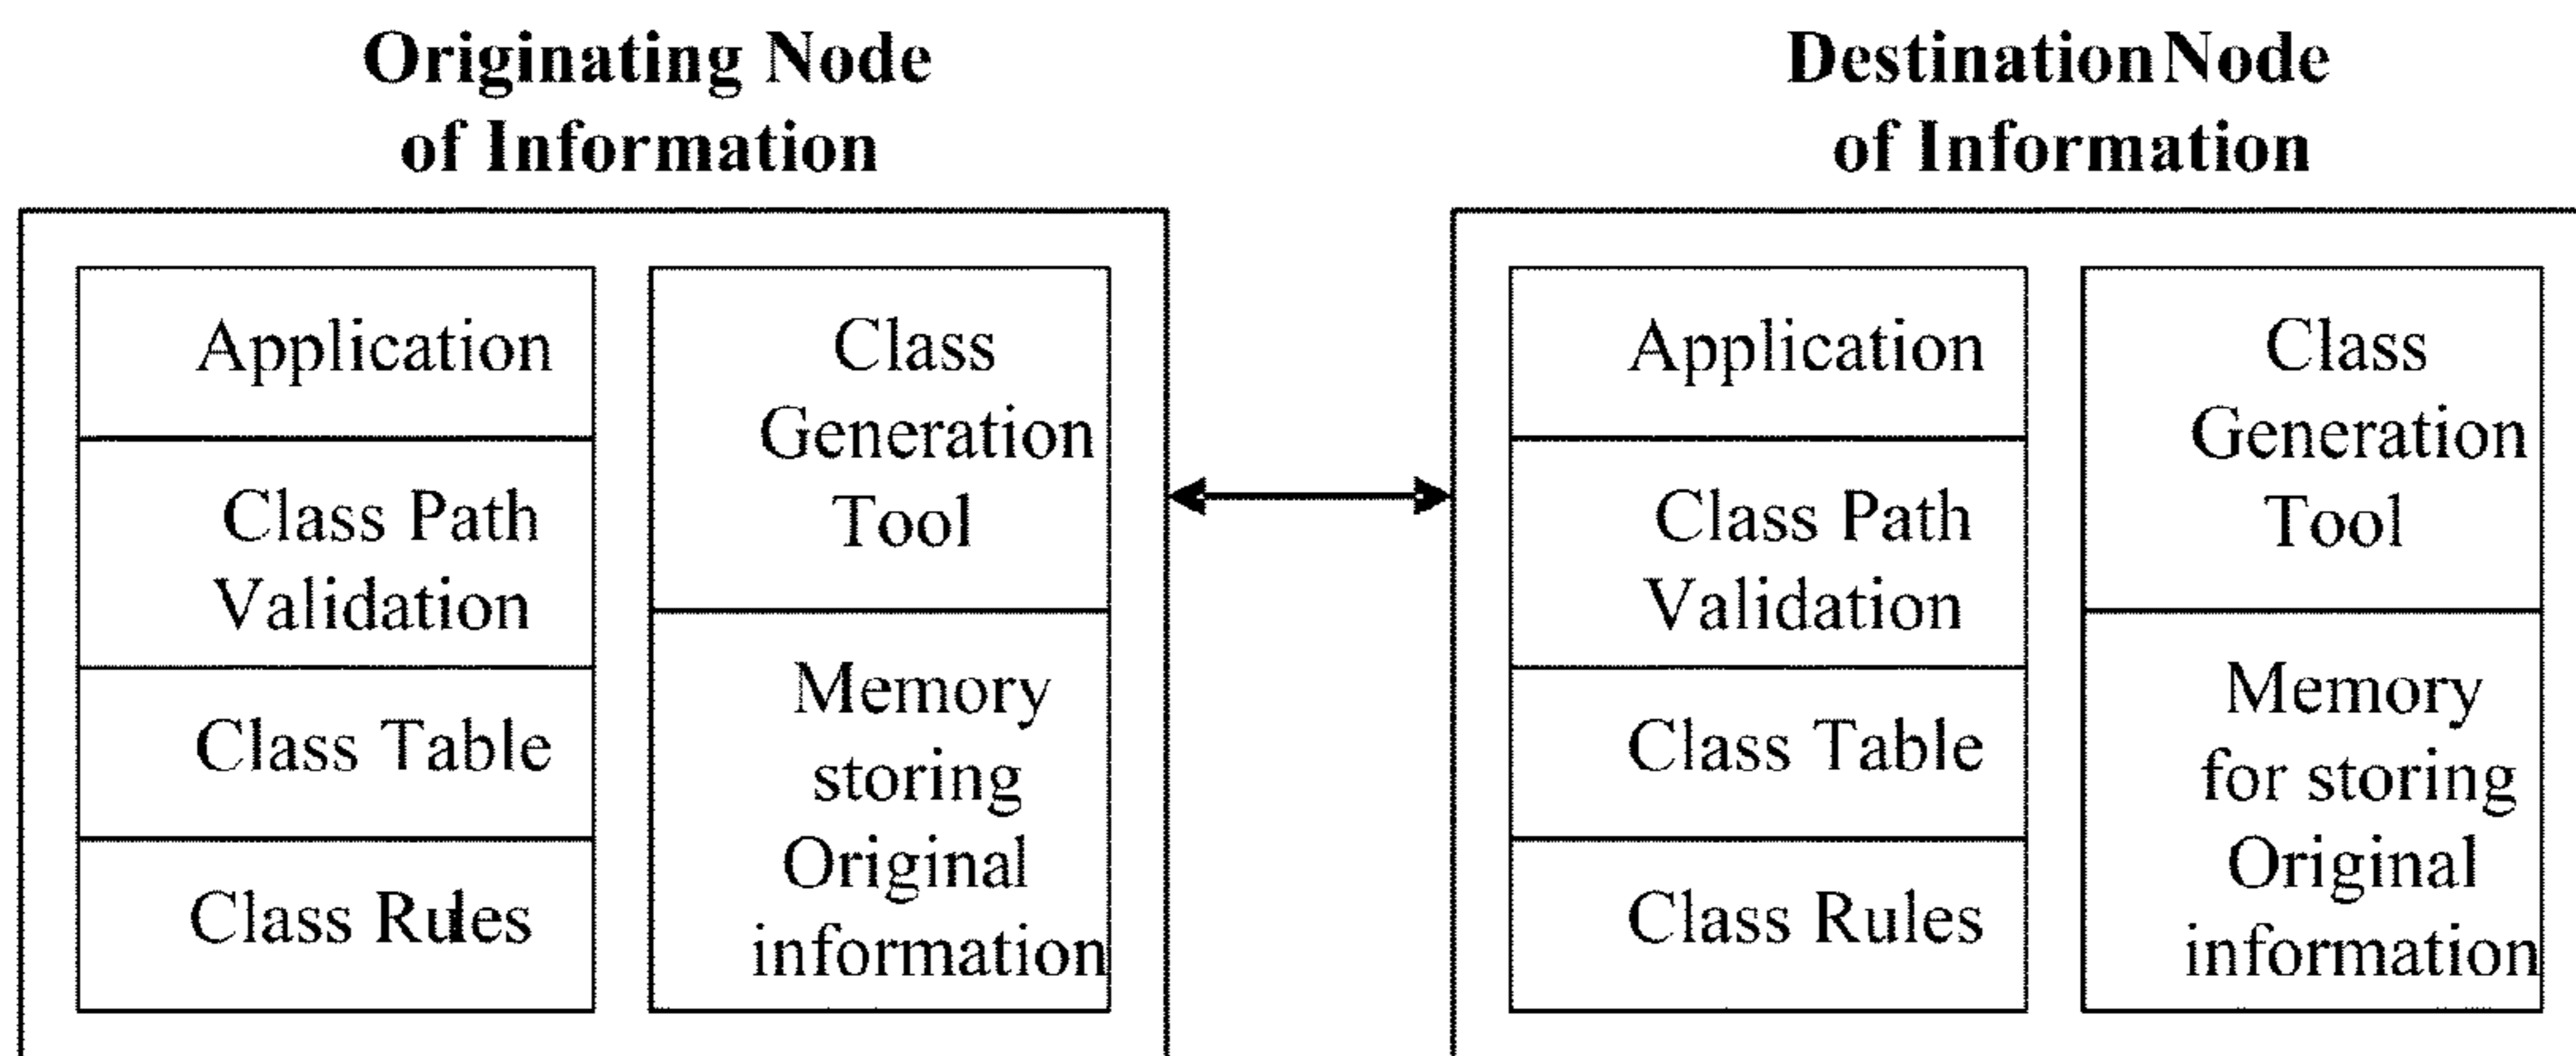 Originating Node
of Information
Application
Class Path
Validation
Class Table
Class Rules
Class
Generation
Tool
Memory
storing
Original
information
Destination Node
of Information
Application
Class Path
Validation
Class Table
Class Rules
Class
Generation
Tool
Memory
for storing
Original
information